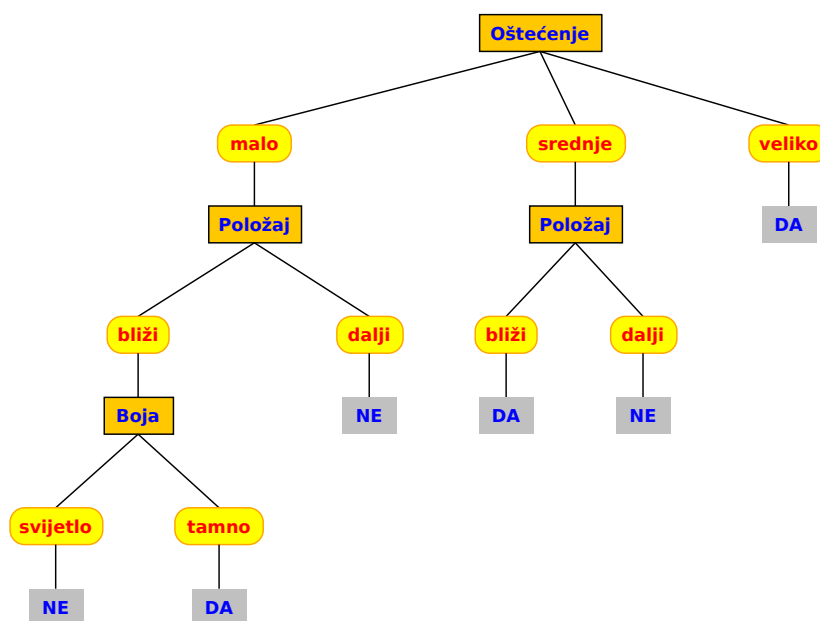 Oštećenje
malo
srednje
veliko
Položaj
Položaj
DA
bliži
dalji
bliži
dalji
Boja
NE
DA
NE
svijetlo
tamno
NE
DA